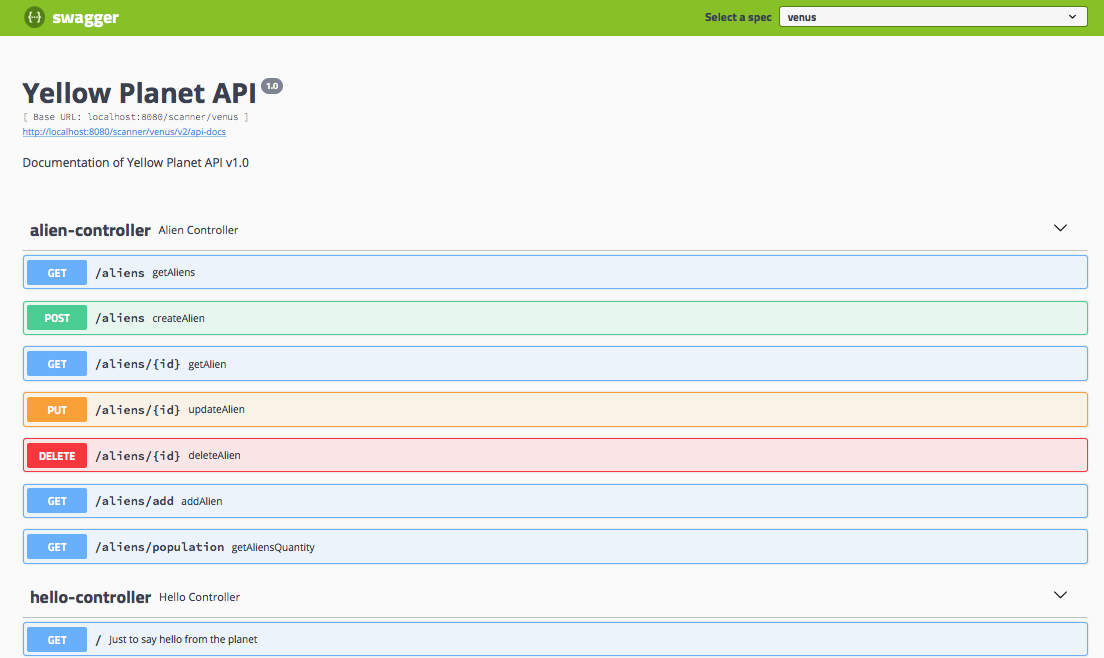 swagger Select a spec venus
Yellow Planet API 1.0
[ Base URL: localhost:8080/scanner/venus ]
http://localhost:8080/scanner/venus/v2/api-docs
Documentation of Yellow Planet API v1.0
alien-controller Alien Controller
GET /aliens getAliens
POST /aliens createAlien
GET /aliens/{id} getAlien
PUT /aliens/{id} updateAlien
DELETE /aliens/{id} deleteAlien
GET /aliens/add addAlien
GET /aliens/population getAliensQuantity
hello-controller Hello Controller
GET / Just to say hello from the planet